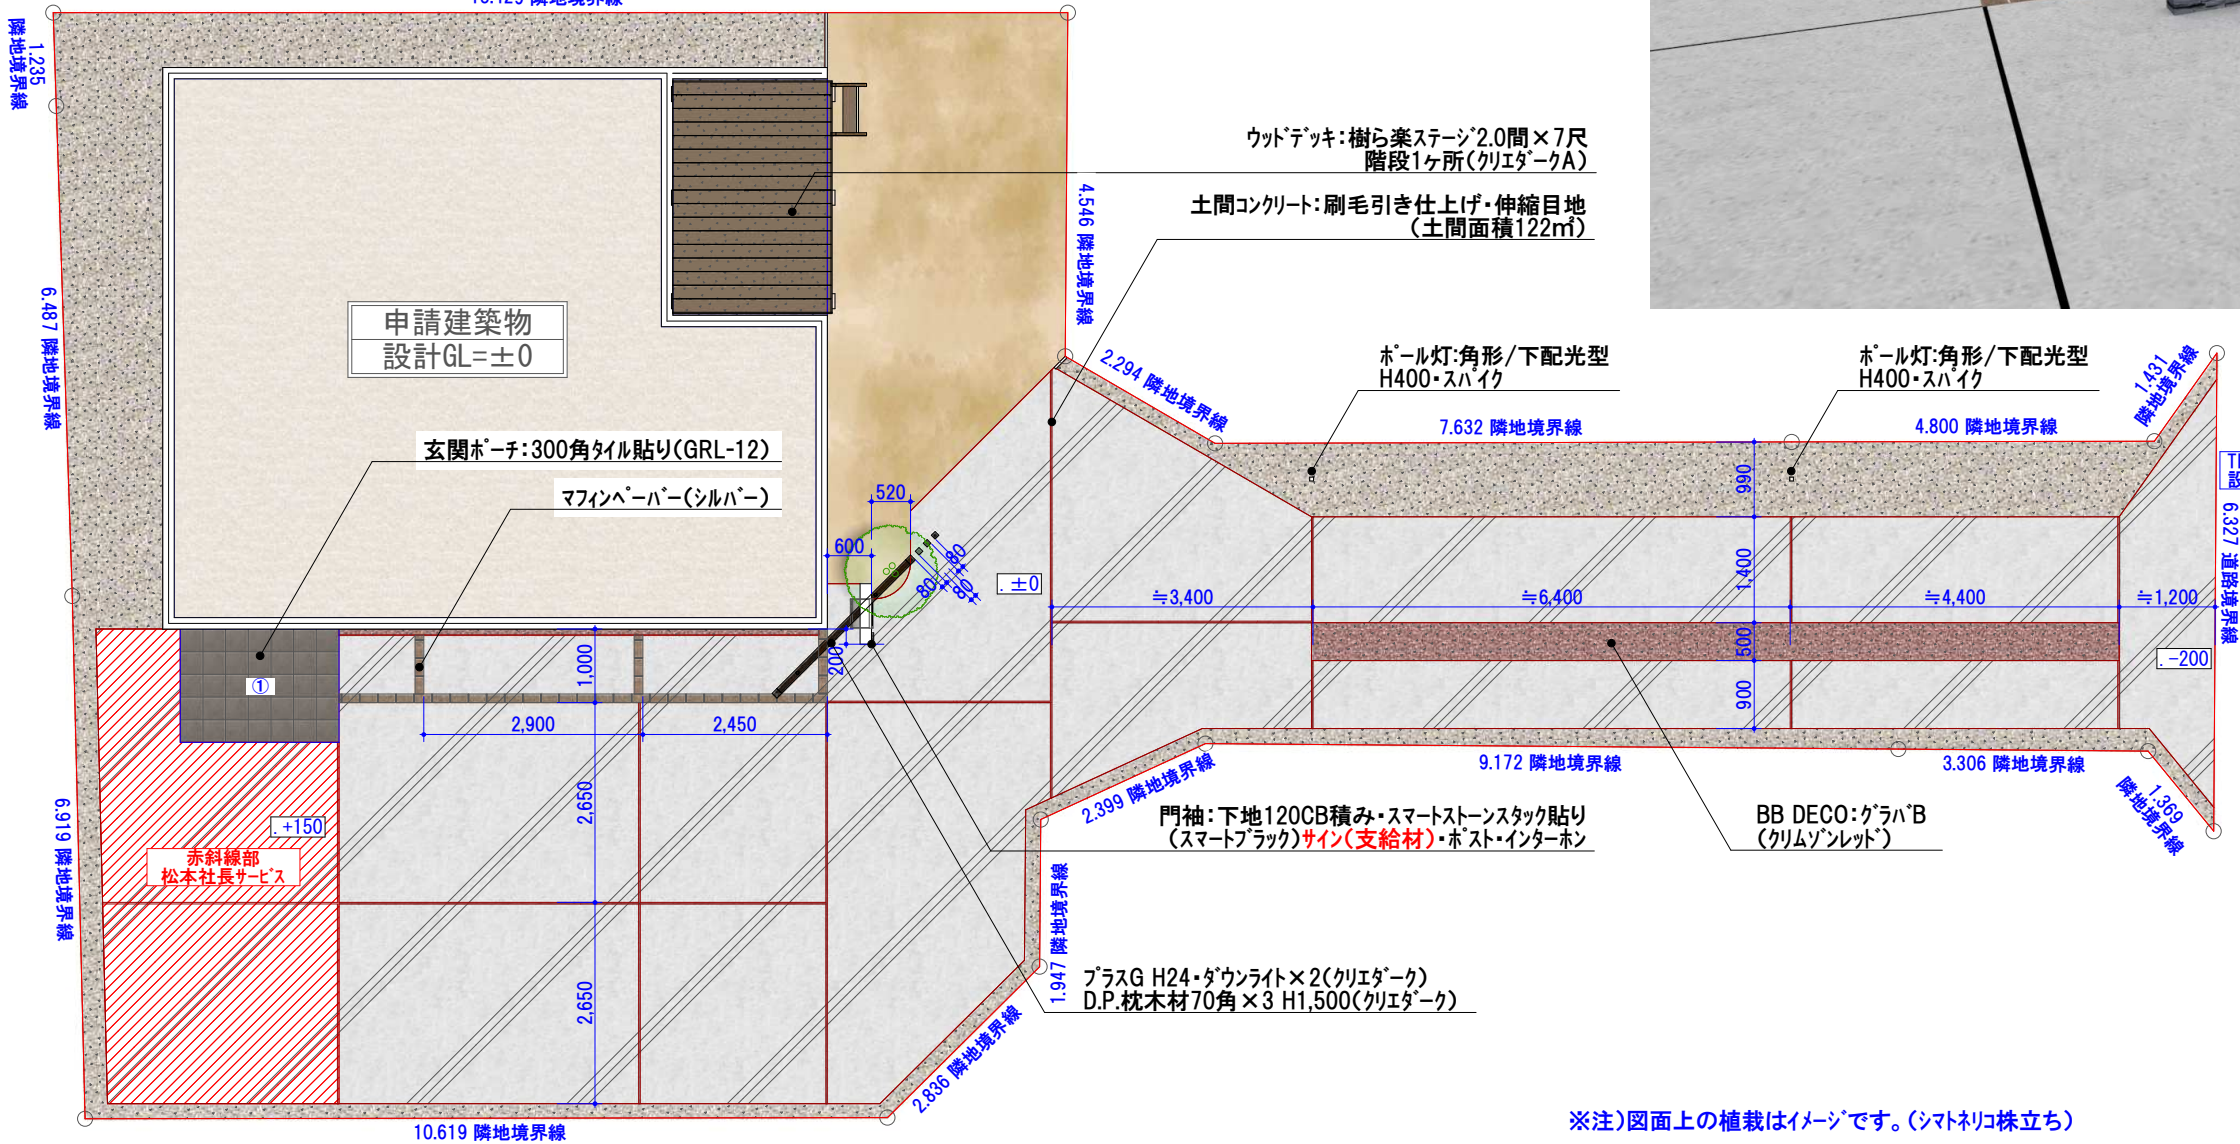 隣地境界線
1.235
隣地境界線
ウッドデッキ:樹ら楽ステージ2.0間×7尺
階段1ヶ所(クリエダークA)
土間コンクリート:刷毛引き仕上げ・伸縮目地
(土間面積122㎡)
4.546 隣地境界線
6.487 隣地境界線
申請建築物
設計GL=±0
ポール灯:角形/下配光型
H400・スパイク
ポール灯:角形/下配光型
H400・スパイク
2.294 隣地境界線
7.632 隣地境界線
4.800 隣地境界線
1.431
隣地境界線
玄関ポーチ:300角タイル貼り(GRL-12)
マフィンペーバー(シルバー)
520
600
80
80
80
200
.±0
990
1,400
500
900
≒3,400
≒6,400
≒4,400
≒1,200
6.327 道路境界線
.-200
①
1,000
2,900
2,450
2,650
2,650
6.919 隣地境界線
.+150
赤斜線部
松本社長サービス
9.172 隣地境界線
3.306 隣地境界線
1.369
隣地境界線
2.399 隣地境界線
門袖:下地120CB積み・スマートストーンスタック貼り
(スマートブラック)サイン(支給材)・ポスト・インターホン
BB DECO:グラバB
(クリムゾンレッド)
1.947 隣地境界線
プラスG H24・ダウンライト×2(クリエダーク)
D.P.枕木材70角×3 H1,500(クリエダーク)
2.836 隣地境界線
10.619 隣地境界線
※注)図面上の植栽はイメージです。(シマトネリコ株立ち)